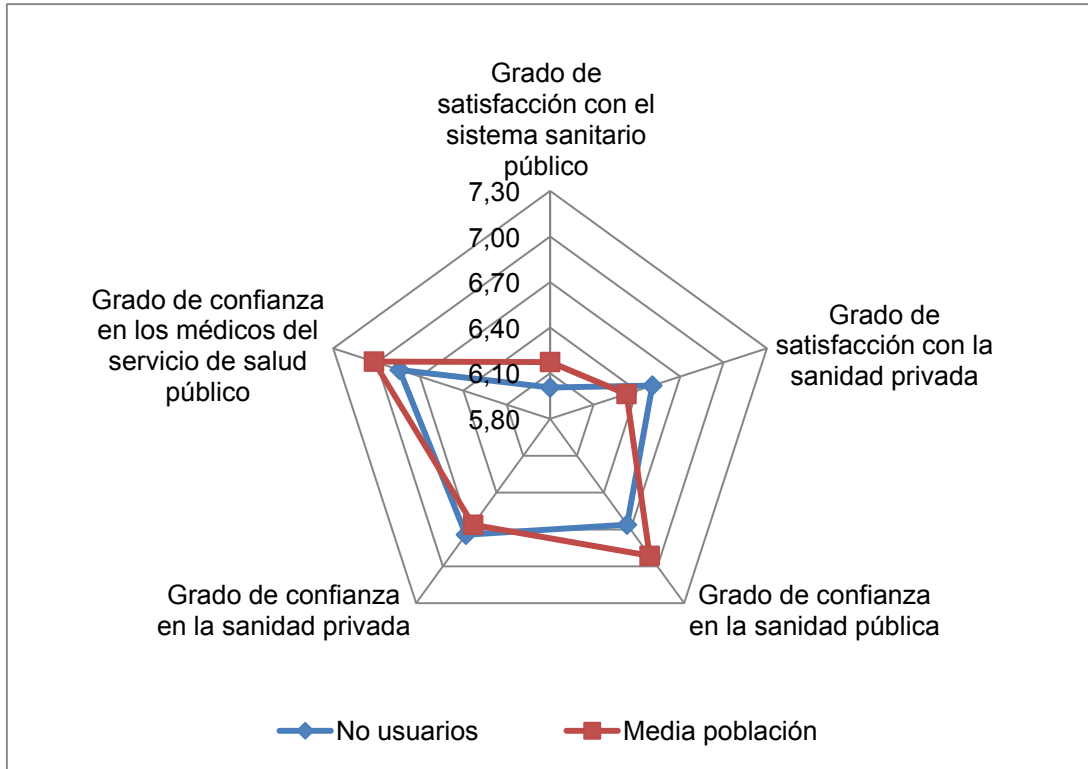 Grado de
satisfacción con el
sistema sanitario
público
7,30
7,00
6,70
6,40
6,10
5,80
Grado de
satisfacción con la
sanidad privada
Grado de confianza
en la sanidad pública
Grado de confianza
en la sanidad privada
Grado de confianza
en los médicos del
servicio de salud
público
No usuarios
Media población